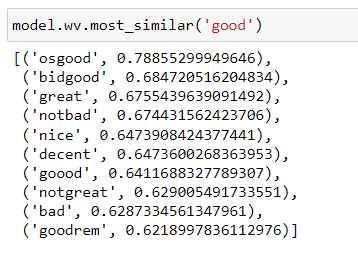 model.wv.most_similar('good')
[('osgood', 0.78855299949646),
('bidgood', 0.684720516204834),
('great', 0.6755439639091492),
('notbad', 0.674431562423706),
('nice', 0.6473908424377441),
('decent', 0.6473600268363953),
('goood', 0.6411688327789307),
('notgreat', 0.629005491733551),
('bad', 0.6287334561347961),
('goodrem', 0.6218997836112976)]